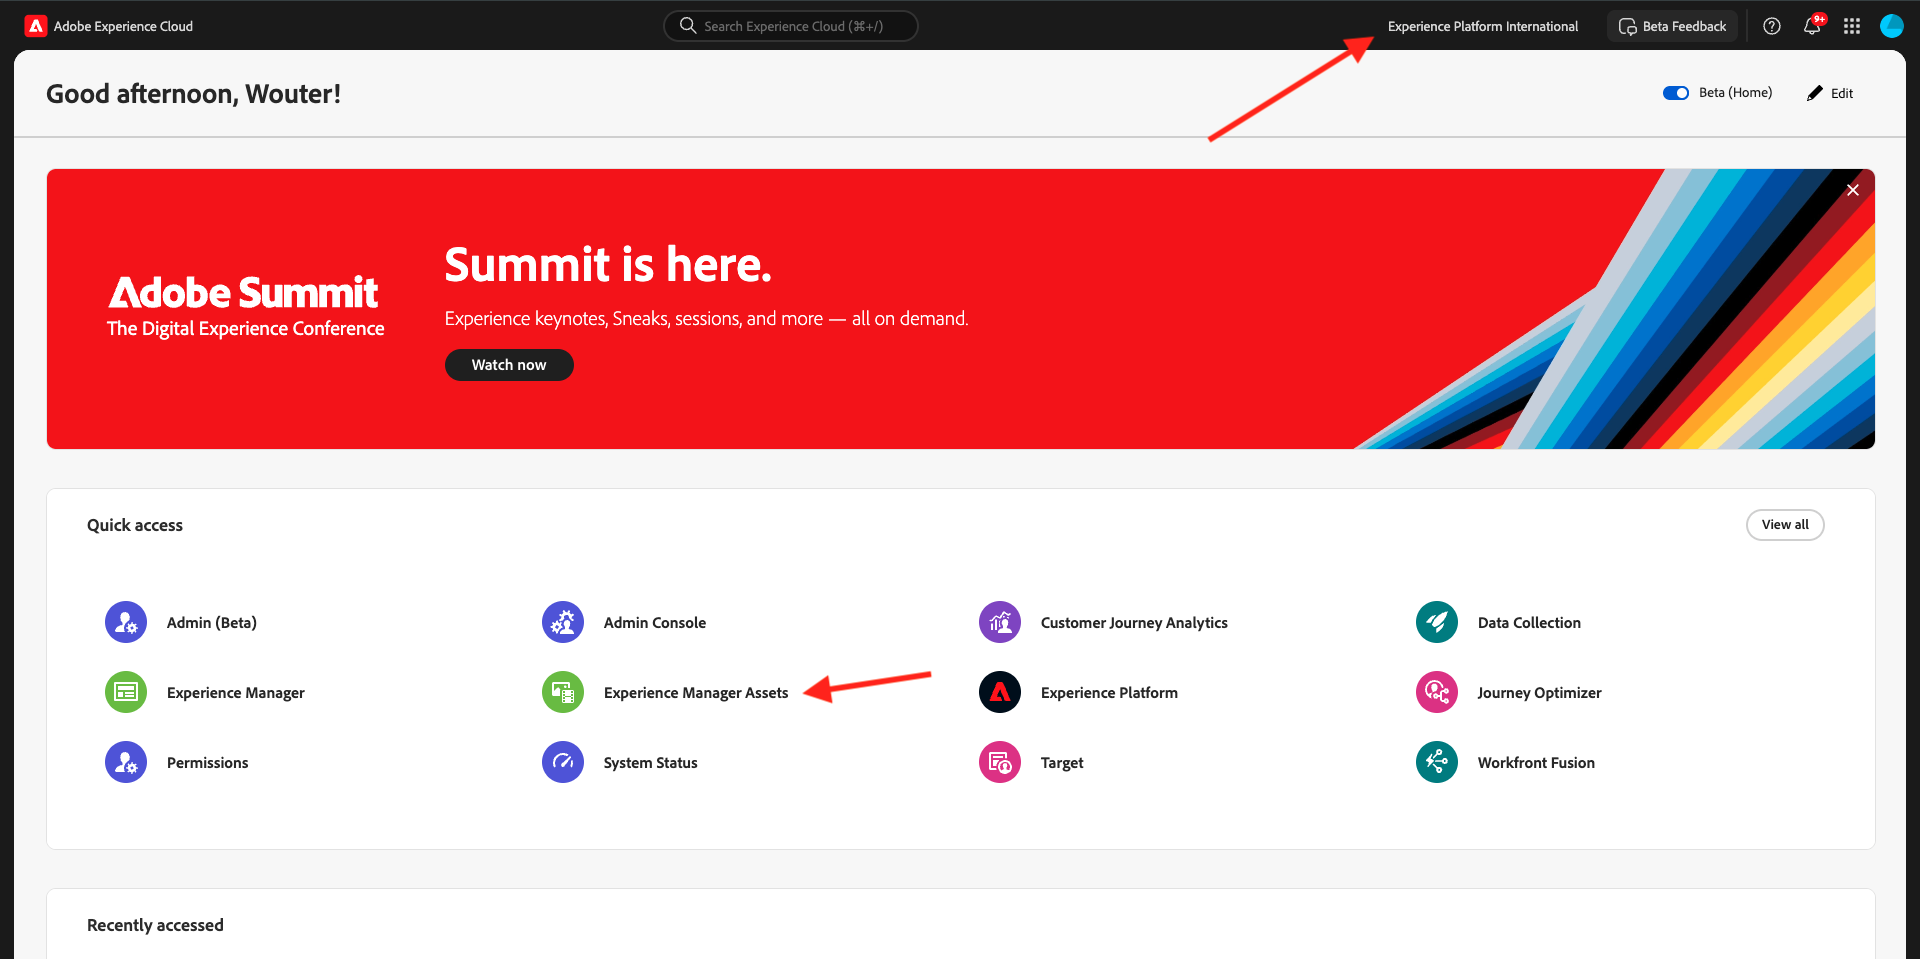 Adobe Experience Cloud
Search Experience Cloud (⌘+/)
Experience Platform International
Beta Feedback
9+
Good afternoon, Wouter!
Beta (Home)
Edit
Adobe Summit
The Digital Experience Conference
Summit is here.
Experience keynotes, Sneaks, sessions, and more — all on demand.
Watch now
Quick access
View all
Admin (Beta)
Admin Console
Customer Journey Analytics
Data Collection
Experience Manager
Experience Manager Assets
Experience Platform
Journey Optimizer
Permissions
System Status
Target
Workfront Fusion
Recently accessed